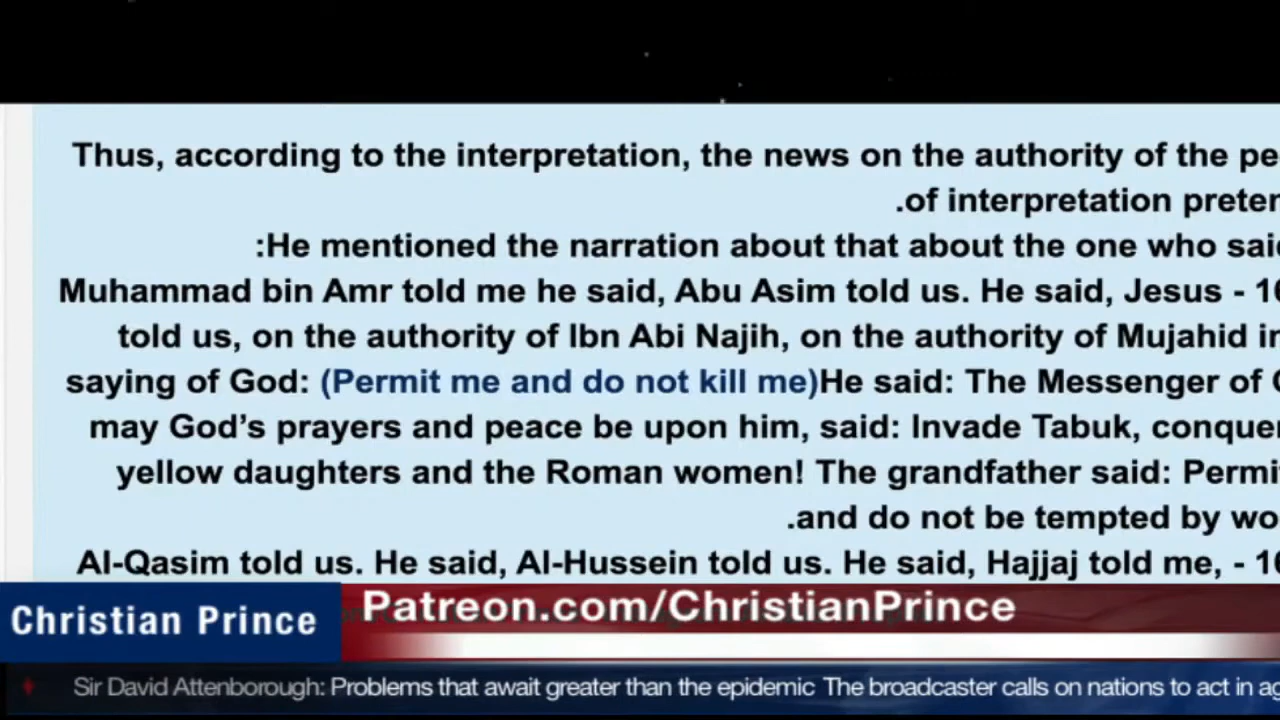 Thus, according to the interpretation, the news on the authority of the pe
.of interpretation preter
:He mentioned the narration about that about the one who said
Muhammad bin Amr told me he said, Abu Asim told us. He said, Jesus - 10
told us, on the authority of Ibn Abi Najih, on the authority of Mujahid in
saying of God: (Permit me and do not kill me)He said: The Messenger of G
may God's prayers and peace be upon him, said: Invade Tabuk, conquer
yellow daughters and the Roman women! The grandfather said: Permi
.and do not be tempted by wo
Al-Qasim told us. He said, Al-Hussein told us. He said, Hajjaj told me, - 10
Christian Prince
Patreon.com/ChristianPrince
Sir David Attenborough: Problems that await greater than the epidemic The broadcaster calls on nations to act in ag